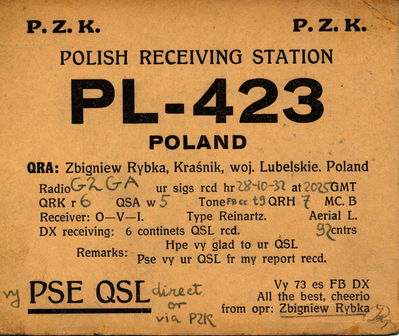 P. Z. K. P. Z. K.
POLISH RECEIVING STATION
PL-423
POLAND
QRA: Zbigniew Rybka, Kraśnik, woj. Lubelskie. Poland
Radio G2GA ur sigs rcd hr 28-10-32 at 2025 GMT
QRK r 6 QSA w 5 Tone FB cc t9 QRH 7 MC. B
Receiver: O—V—I. Type Reinartz. Aerial L.
DX receiving: 6 continets QSL rcd. 92 cntrs
Remarks: Hpe vy glad to ur QSL
Pse vy ur QSL fr my report recd.
vy PSE QSL direct or via PZK
Vy 73 es FB DX
All the best, cheerio
from opr: Zbigniew Rybka